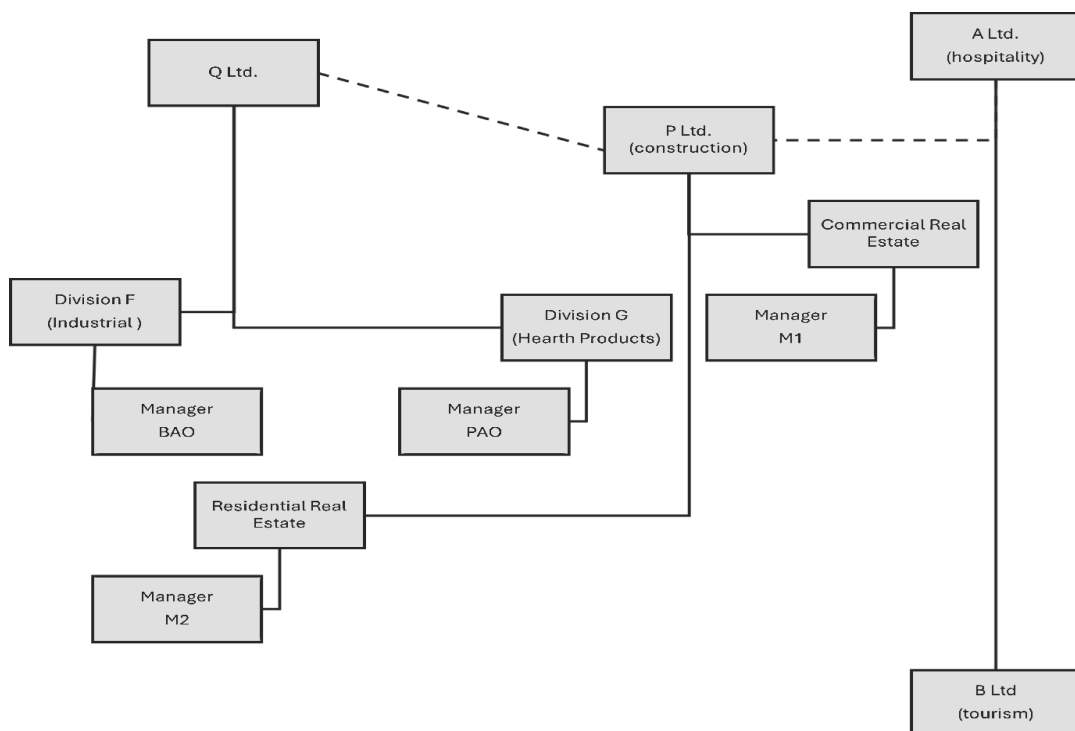 Q Ltd.
A Ltd.
(hospitality)
P Ltd.
(construction)
Commercial Real
Estate
Division F
(Industrial )
Division G
(Hearth Products)
Manager
M1
Manager
BAO
Manager
PAO
Residential Real
Estate
Manager
M2
B Ltd
(tourism)